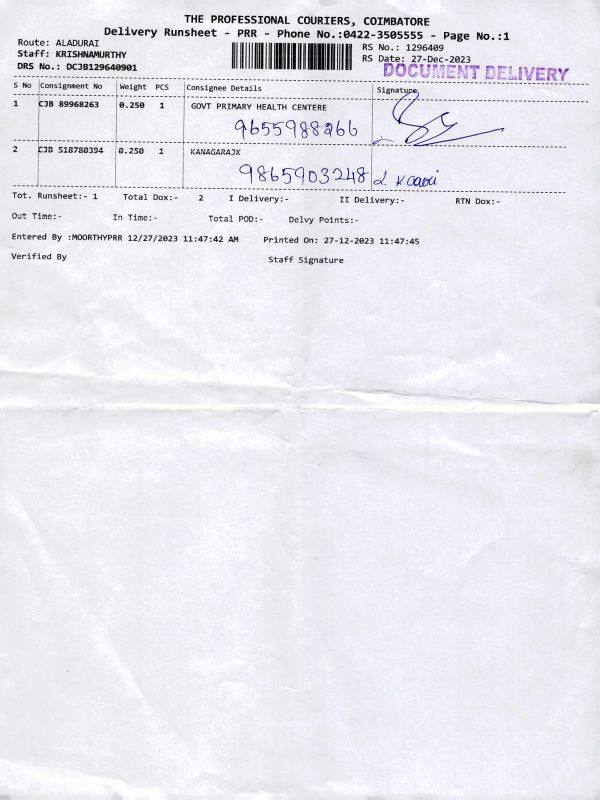 THE PROFESSIONAL COURIERS, COIMBATORE
Delivery Runsheet - PRR - Phone No.:0422-3505555 - Page No.:1
Route: ALADURAI
Staff: KRISHNAMURTHY
DRS No.: DCJB129640901
RS No.: 1296409
RS Date: 27-Dec-2023
DOCUMENT DELIVERY
S No Consignment No Weight PCS Consignee Details Signature
1 CJB 89968263 0.250 1 GOVT PRIMARY HEALTH CENTERE
9655988266
2 CJB 518780394 0.250 1 KANAGARAJK
9865903248
Tot. Runsheet:- 1 Total Dox:- 2 I Delivery:- II Delivery:- RTN Dox:-
Out Time:- In Time:- Total POD:- Delvy Points:-
Entered By :MOORTHYPRR 12/27/2023 11:47:42 AM Printed On: 27-12-2023 11:47:45
Verified By Staff Signature